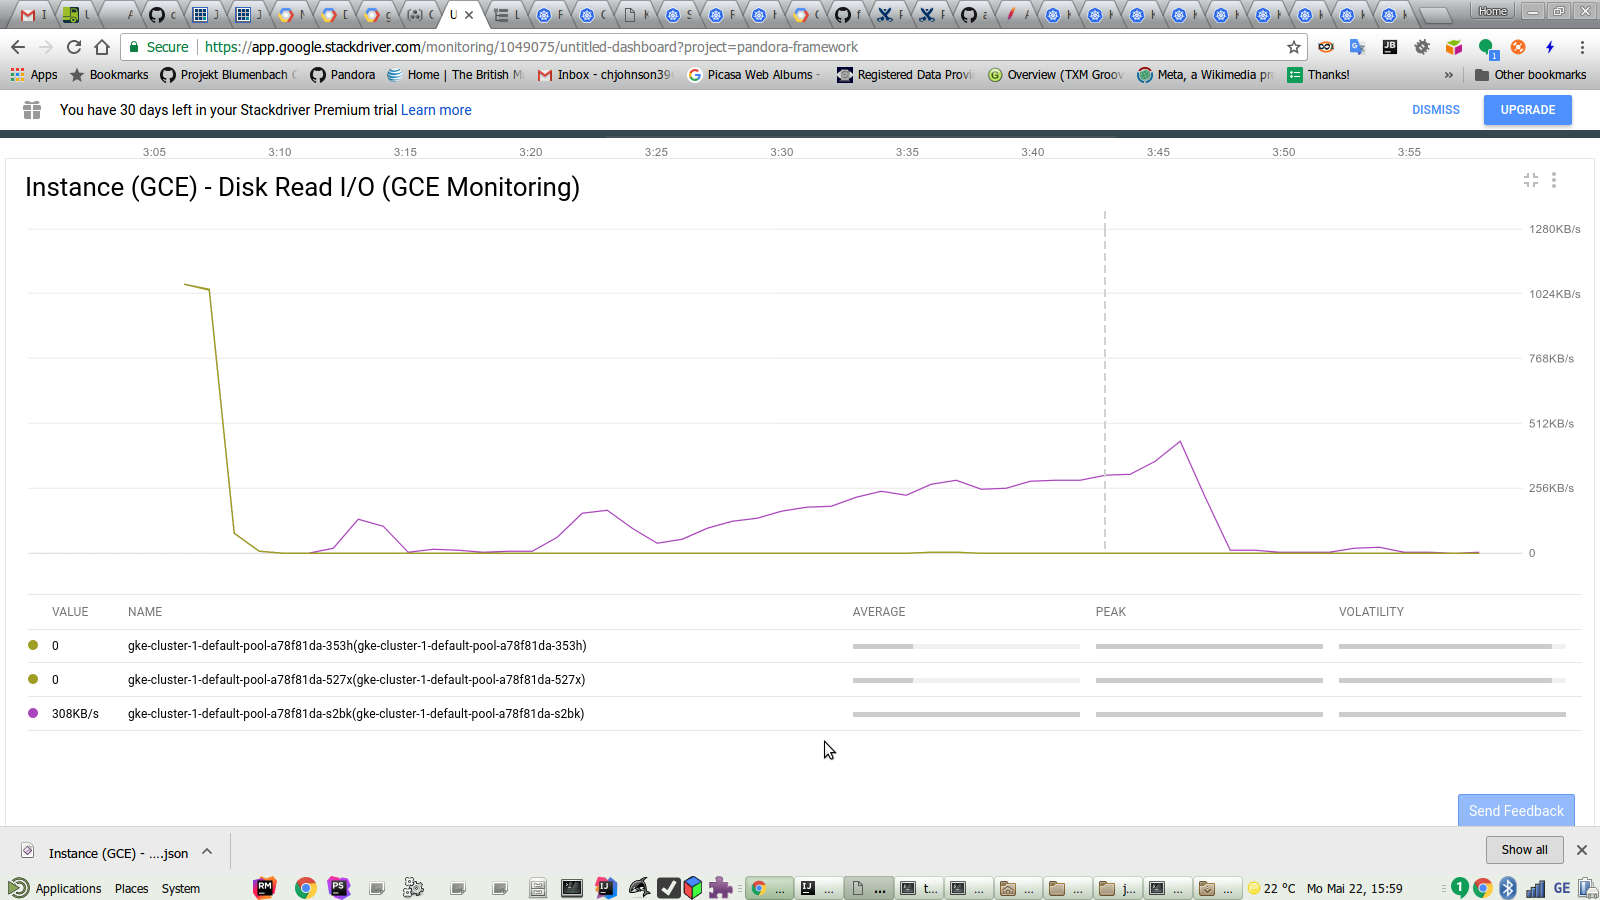 I
U
A
Secure
https://app.google.stackdriver.com/monitoring/1049075/untitled-dashboard?project=pandora-framework
Home
Apps
Bookmarks
Projekt Blumenbach
Pandora
Home | The British M
Inbox - chjohnson39
Picasa Web Albums -
Registered Data Provi
Overview (TXM Groov
Meta, a Wikimedia pr
Thanks!
»
Other bookmarks
You have 30 days left in your Stackdriver Premium trial Learn more
DISMISS
UPGRADE
3:05 3:10 3:15 3:20 3:25 3:30 3:35 3:40 3:45 3:50 3:55
Instance (GCE) - Disk Read I/O (GCE Monitoring)
1280KB/s
1024KB/s
768KB/s
512KB/s
256KB/s
0
VALUE NAME AVERAGE PEAK VOLATILITY
0 gke-cluster-1-default-pool-a78f81da-353h(gke-cluster-1-default-pool-a78f81da-353h)
0 gke-cluster-1-default-pool-a78f81da-527x(gke-cluster-1-default-pool-a78f81da-527x)
308KB/s gke-cluster-1-default-pool-a78f81da-s2bk(gke-cluster-1-default-pool-a78f81da-s2bk)
Send Feedback
Instance (GCE) - ....json
Show all
Applications Places System
RM
PS
IJ
...
IJ ...
...
t...
...
...
...
j...
...
...
22 °C
Mo Mai 22, 15:59
1
GE